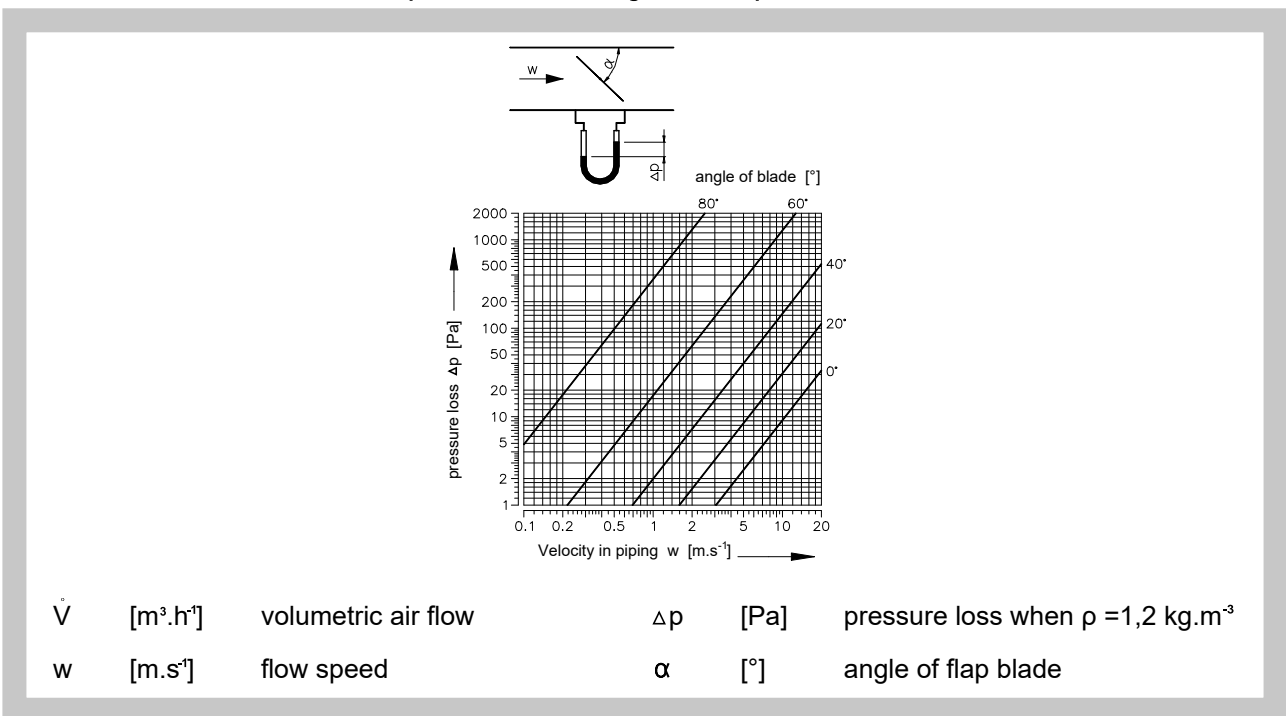 w
α
Δp
angle of blade [°]
80° 60°
2000
1000
500
200
100
50
20
10
5
2
1
40°
20°
0°
pressure loss Δp [Pa]
0.1 0.2 0.5 1 2 5 10 20
Velocity in piping w [m.s⁻¹]
V̊ [m³.h⁻¹] volumetric air flow Δp [Pa] pressure loss when ρ =1,2 kg.m⁻³
w [m.s⁻¹] flow speed α [°] angle of flap blade